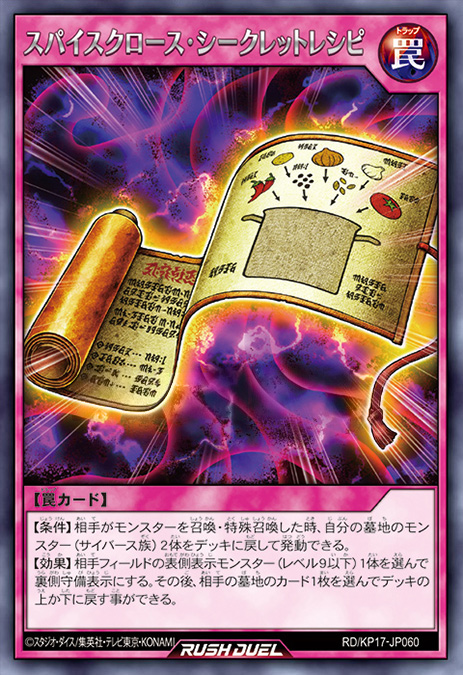 スパイスクロース・シークレットレシピ
トラップ
罠
【罠カード】
【条件】相手がモンスターを召喚・特殊召喚した時、自分の墓地のモン
スター（サイバース族）2体をデッキに戻して発動できる。
【効果】相手フィールドの表側表示モンスター（レベル9以下）1体を選んで
裏側守備表示にする。その後、相手の墓地のカード1枚を選んでデッキの
上か下に戻す事ができる。
©スタジオ・ダイス/集英社・テレビ東京・KONAMI
RUSH DUEL
RD/KP17-JP060